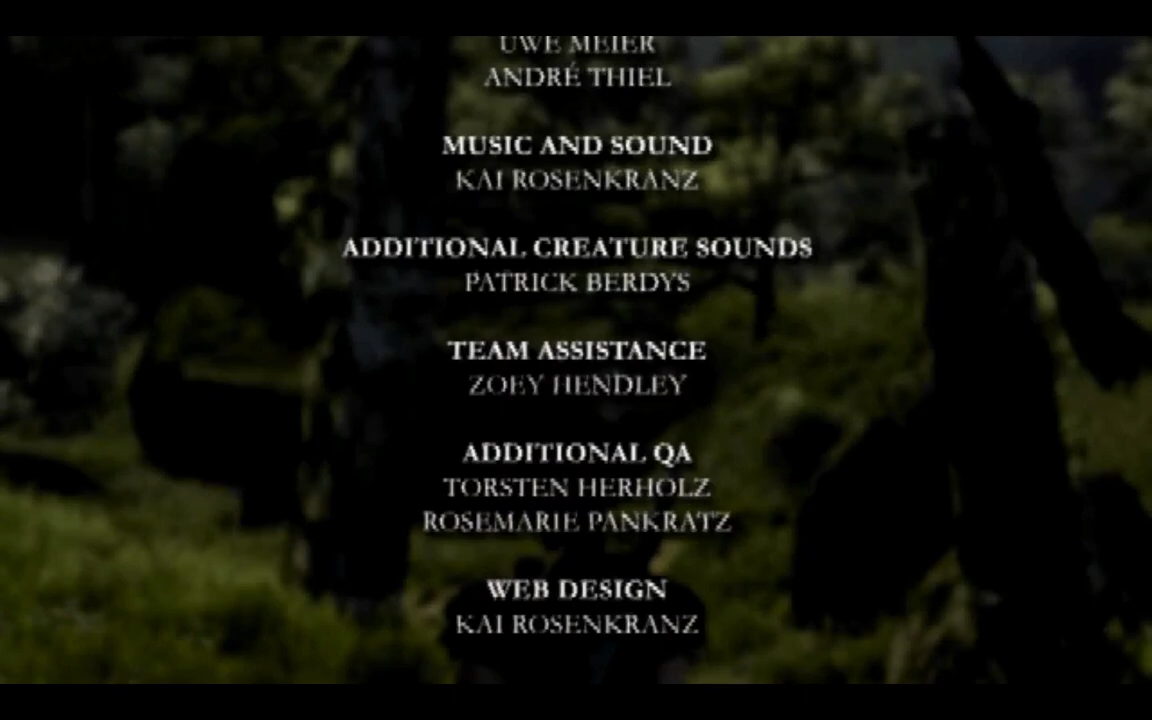 UWE MEIER
ANDRÉ THIEL
MUSIC AND SOUND
KAI ROSENKRANZ
ADDITIONAL CREATURE SOUNDS
PATRICK BERDYS
TEAM ASSISTANCE
ZOEY HENDLEY
ADDITIONAL QA
TORSTEN HERHOLZ
ROSEMARIE PANKRATZ
WEB DESIGN
KAI ROSENKRANZ